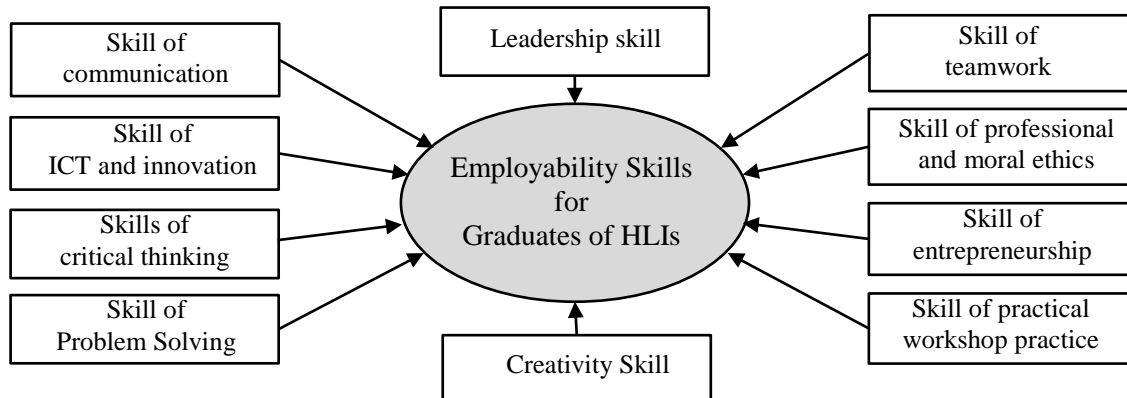 Skill of
communication
Skill of
ICT and innovation
Skills of
critical thinking
Skill of
Problem Solving
Leadership skill
Employability Skills
for
Graduates of HLIs
Creativity Skill
Skill of
teamwork
Skill of professional
and moral ethics
Skill of
entrepreneurship
Skill of practical
workshop practice